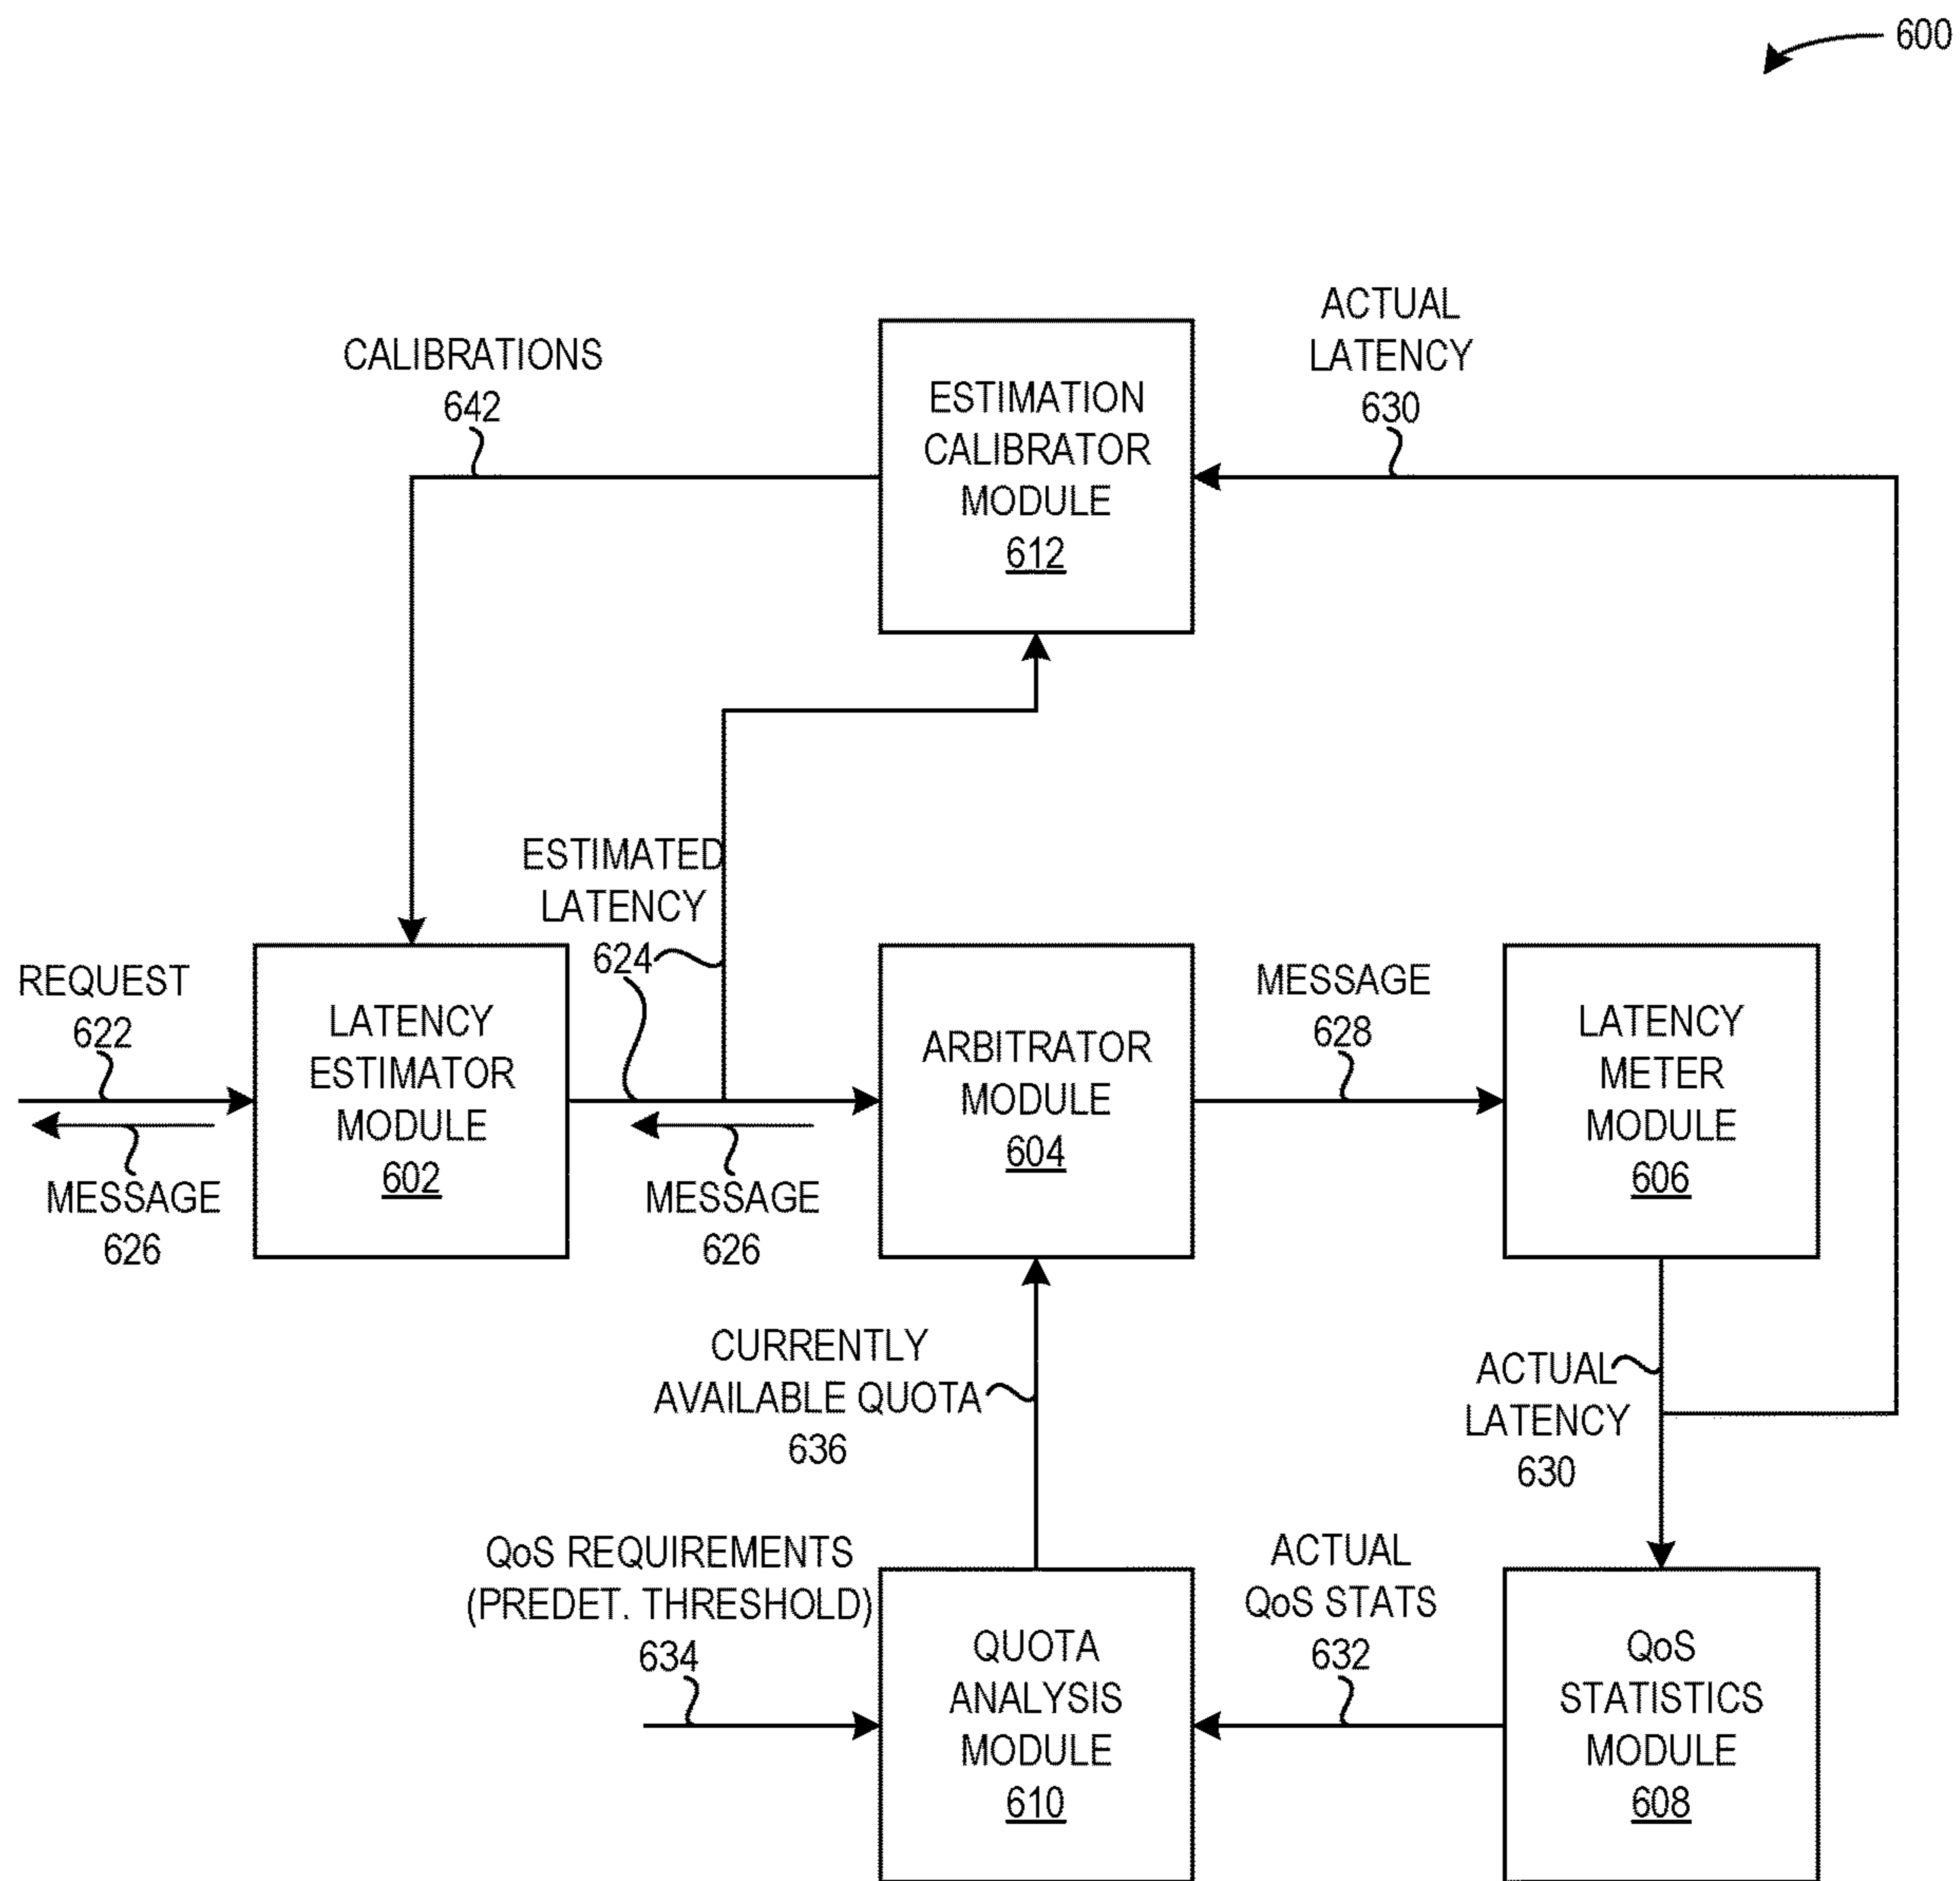 600
CALIBRATIONS
642
ESTIMATION
CALIBRATOR
MODULE
612
ACTUAL
LATENCY
630
ESTIMATED
LATENCY
624
REQUEST
622
MESSAGE
626
LATENCY
ESTIMATOR
MODULE
602
MESSAGE
626
ARBITRATOR
MODULE
604
MESSAGE
628
LATENCY
METER
MODULE
606
CURRENTLY
AVAILABLE QUOTA
636
ACTUAL
LATENCY
630
QoS REQUIREMENTS
(PREDET. THRESHOLD)
634
QUOTA
ANALYSIS
MODULE
610
ACTUAL
QoS STATS
632
QoS
STATISTICS
MODULE
608